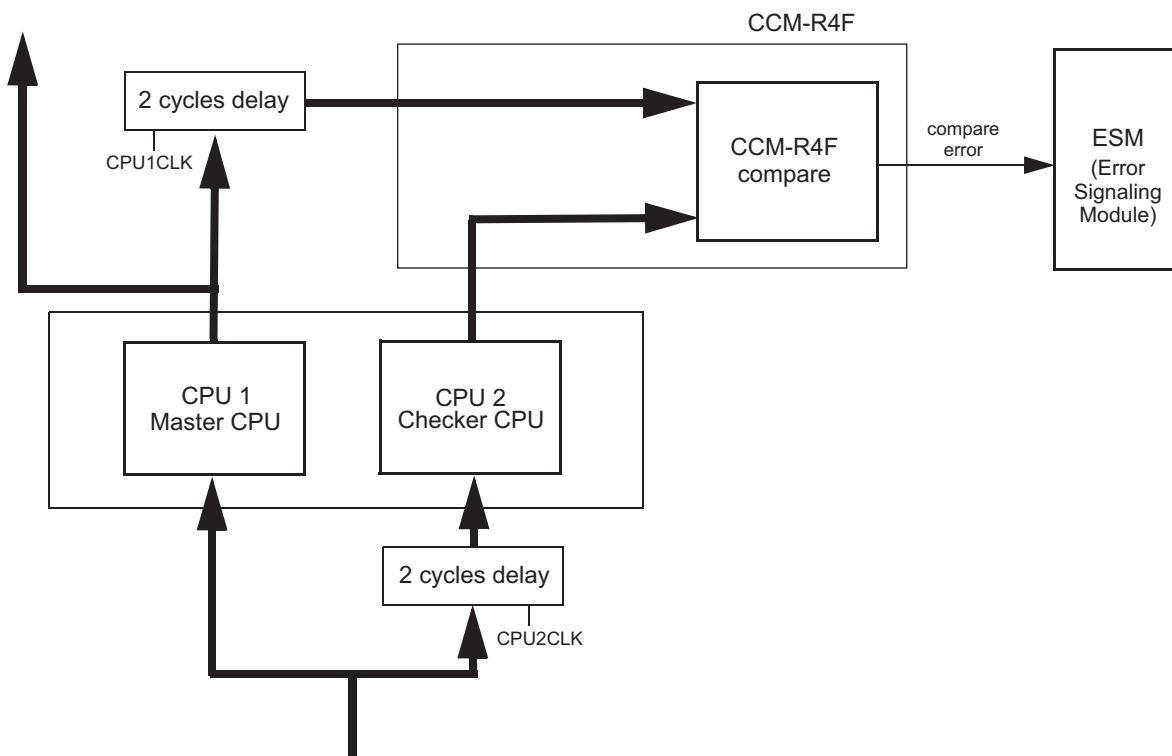 CCM-R4F
2 cycles delay
CPU1CLK
CCM-R4F
compare
compare
error
ESM
(Error
Signaling
Module)
CPU 1
Master CPU
CPU 2
Checker CPU
2 cycles delay
CPU2CLK